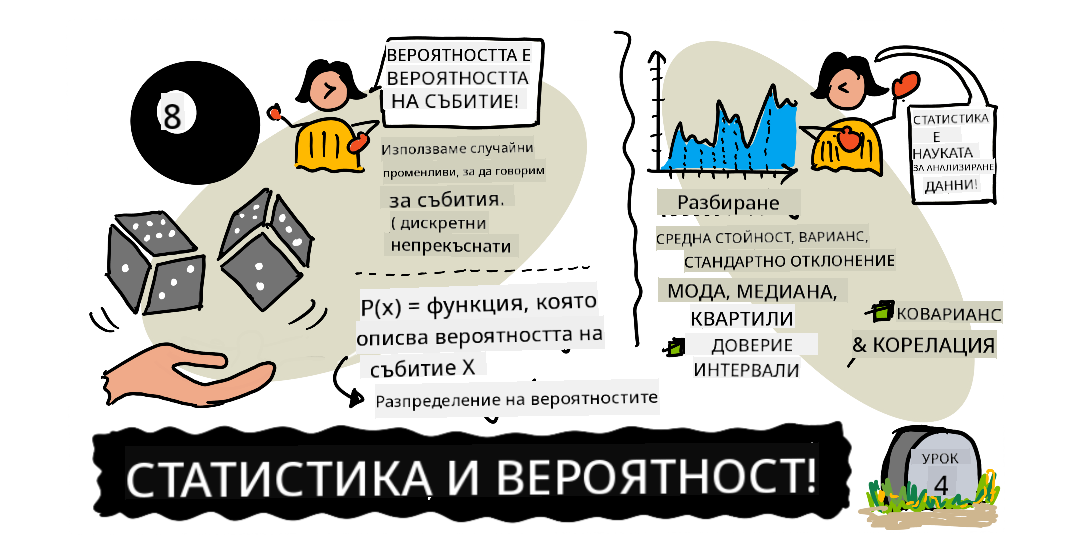 8
ВЕРОЯТНОСТТА Е
ВЕРОЯТНОСТТА
НА СЪБИТИЕ!
Използваме случайни
променливи, за да говорим
за събития.
( дискретни
непрекъснати
P(x) = функция, която
описва вероятността на
събитие X
Разпределение на вероятностите
СТАТИСТИКА
Е
НАУКАТА
ЗА АНАЛИЗИРАНЕ
ДАННИ!
Разбиране
СРЕДНА СТОЙНОСТ, ВАРИАНС,
СТАНДАРТНО ОТКЛОНЕНИЕ
МОДА, МЕДИАНА,
КВАРТИЛИ
ДОВЕРИЕ
ИНТЕРВАЛИ
КОВАРИАНС
& КОРЕЛАЦИЯ
СТАТИСТИКА И ВЕРОЯТНОСТ!
УРОК
4